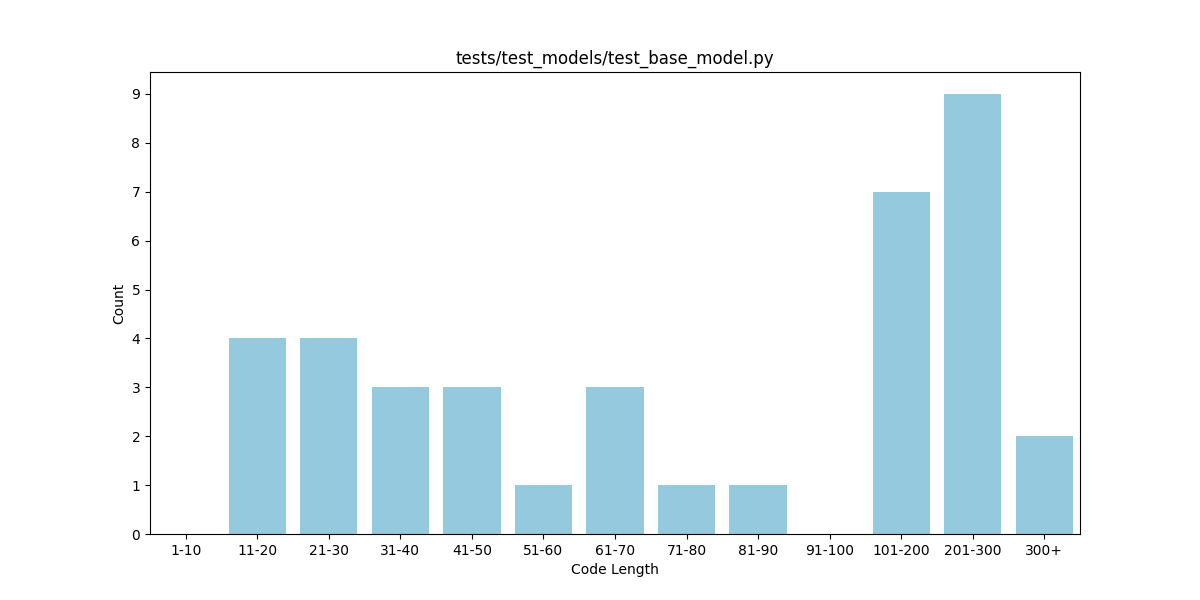 tests/test_models/test_base_model.py
9
8
7
6
5
4
3
2
1
0
Count
1-10 11-20 21-30 31-40 41-50 51-60 61-70 71-80 81-90 91-100 101-200 201-300 300+
Code Length